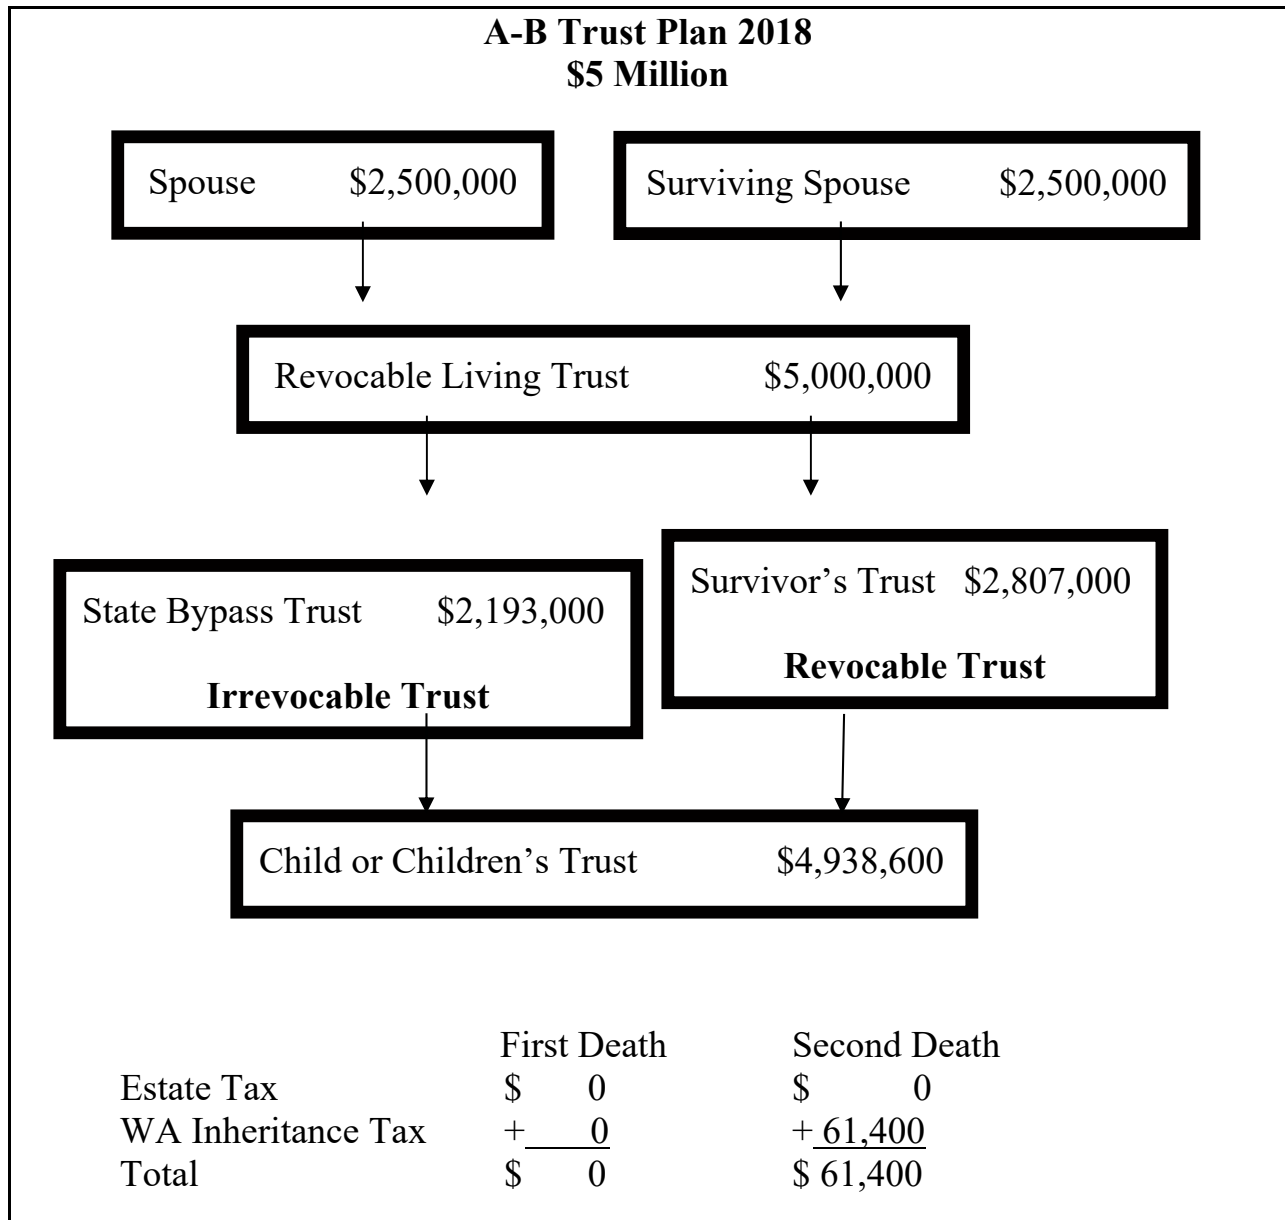 A-B Trust Plan 2018
$5 Million
Spouse $2,500,000
Surviving Spouse $2,500,000
Revocable Living Trust $5,000,000
State Bypass Trust $2,193,000
Irrevocable Trust
Survivor’s Trust $2,807,000
Revocable Trust
Child or Children’s Trust $4,938,600
First Death Second Death
Estate Tax $ 0 $ 0
WA Inheritance Tax + 0 + 61,400
Total $ 0 $ 61,400